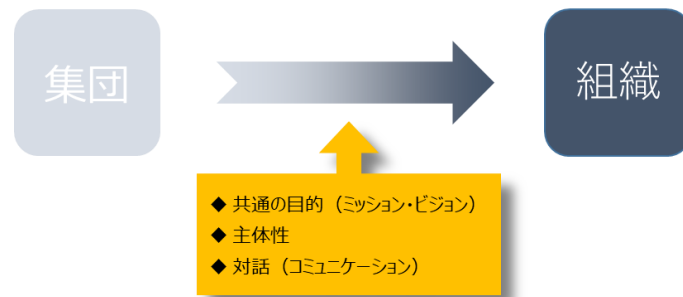 集団
組織
◆ 共通の目的（ミッション・ビジョン）
◆ 主体性
◆ 対話（コミュニケーション）